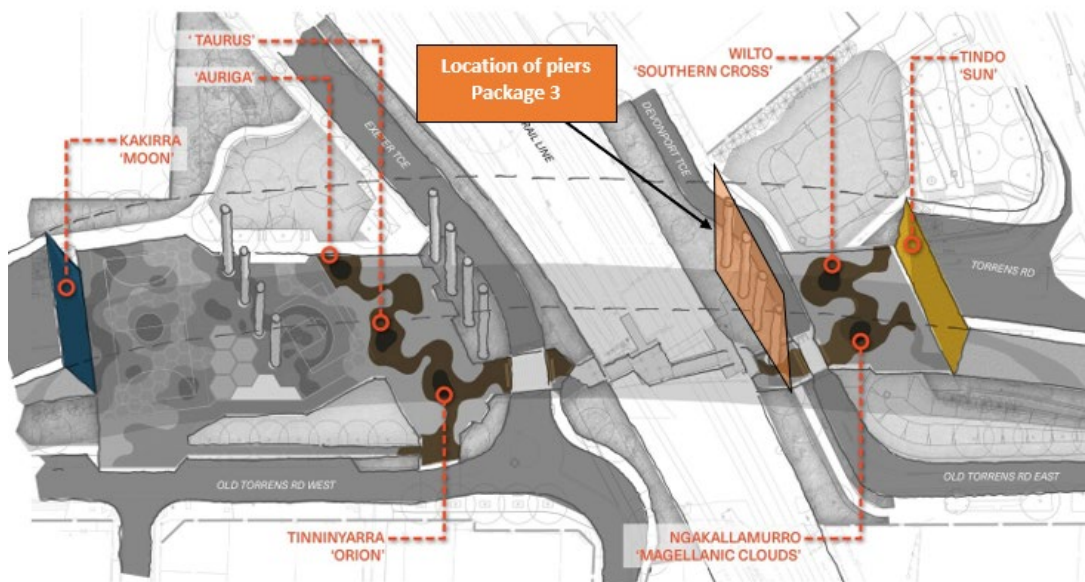 'TAURUS'
'AURIGA'
KAKIRRA
'MOON'
Location of piers
Package 3
WILTO
'SOUTHERN CROSS'
TINDO
'SUN'
EXETER TCE
RAIL LINE
DEVONPORT TCE
TORRENS RD
OLD TORRENS RD WEST
OLD TORRENS RD EAST
TINNINYARRA
'ORION'
NGAKALLAMURRO
'MAGELLANIC CLOUDS'